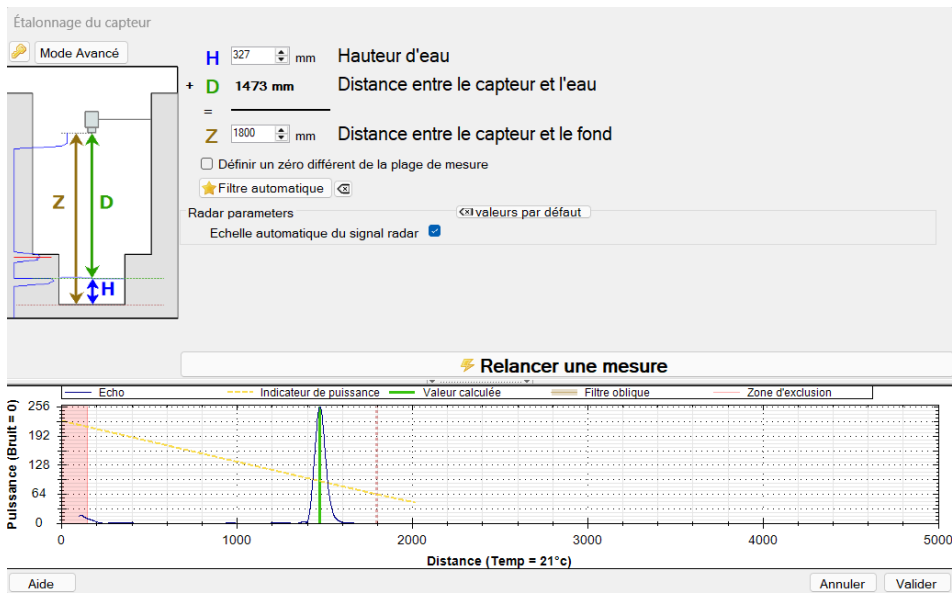 Étalonnage du capteur
Mode Avancé
H 327 mm Hauteur d'eau
+ D 1473 mm Distance entre le capteur et l'eau
=
Z 1800 mm Distance entre le capteur et le fond
Définir un zéro différent de la plage de mesure
Filtre automatique
Radar parameters valeurs par défaut
Echelle automatique du signal radar
Z D
H
Relancer une mesure
Echo Indicateur de puissance Valeur calculée Filtre oblique Zone d'exclusion
Puissance (Bruit = 0)
256
192
128
64
0
0 1000 2000 3000 4000 5000
Distance (Temp = 21°c)
Aide Annuler Valider